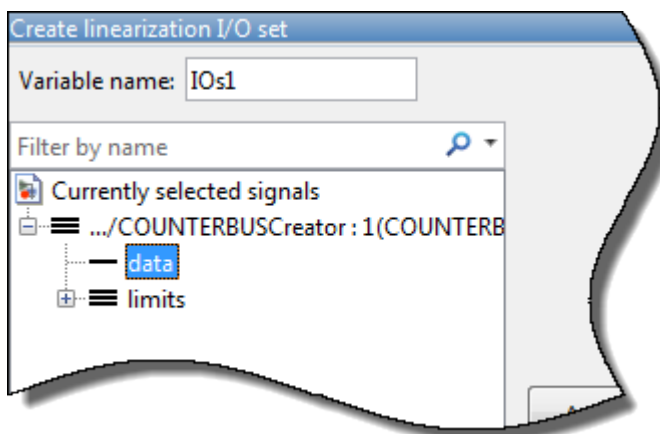 Create linearization I/O set
Variable name: IOs1
Filter by name
Currently selected signals
.../COUNTERBUSCreator : 1(COUNTERB
data
limits